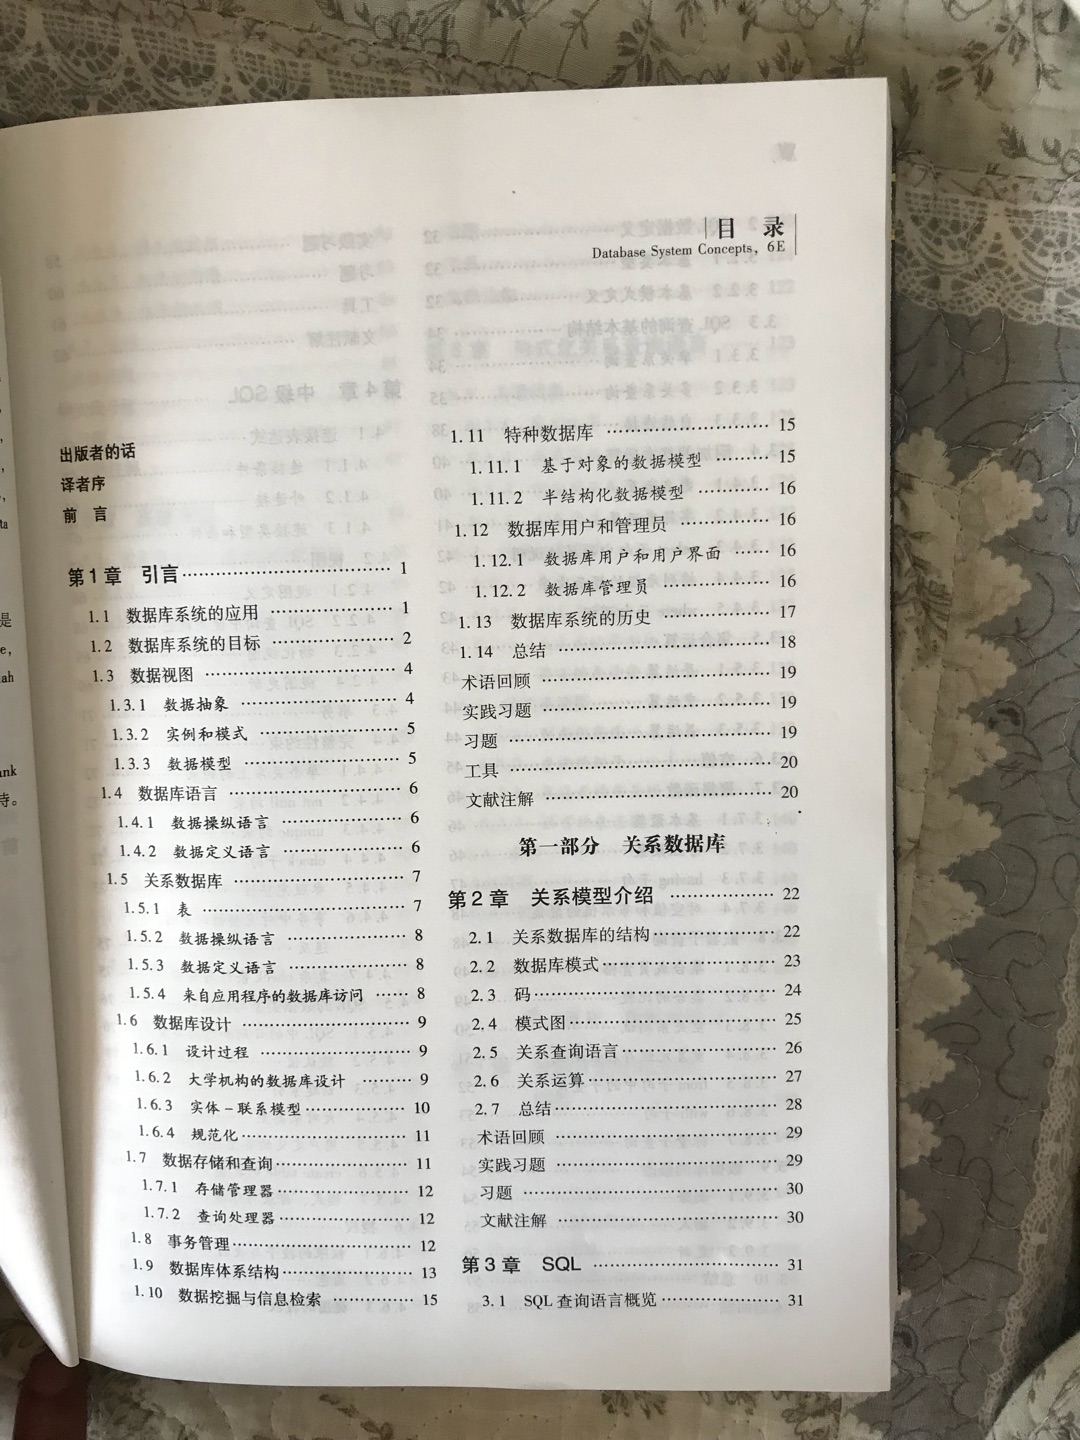 目 录
Database System Concepts, 6E
出版者的话
译者序
前 言
第1章 引言 1
1.1 数据库系统的应用 1
1.2 数据库系统的目标 2
1.3 数据视图 4
1.3.1 数据抽象 4
1.3.2 实例和模式 5
1.3.3 数据模型 5
1.4 数据库语言 6
1.4.1 数据操纵语言 6
1.4.2 数据定义语言 6
1.5 关系数据库 7
1.5.1 表 7
1.5.2 数据操纵语言 8
1.5.3 数据定义语言 8
1.5.4 来自应用程序的数据库访问 8
1.6 数据库设计 9
1.6.1 设计过程 9
1.6.2 大学机构的数据库设计 9
1.6.3 实体-联系模型 10
1.6.4 规范化 11
1.7 数据存储和查询 11
1.7.1 存储管理器 12
1.7.2 查询处理器 12
1.8 事务管理 12
1.9 数据库体系结构 13
1.10 数据挖掘与信息检索 15
1.11 特种数据库 15
1.11.1 基于对象的数据模型 15
1.11.2 半结构化数据模型 16
1.12 数据库用户和管理员 16
1.12.1 数据库用户和用户界面 16
1.12.2 数据库管理员 16
1.13 数据库系统的历史 17
1.14 总结 18
术语回顾 19
实践习题 19
习题 19
工具 20
文献注解 20
第一部分 关系数据库
第2章 关系模型介绍 22
2.1 关系数据库的结构 22
2.2 数据库模式 23
2.3 码 24
2.4 模式图 25
2.5 关系查询语言 26
2.6 关系运算 27
2.7 总结 28
术语回顾 29
实践习题 29
习题 30
文献注解 30
第3章 SQL 31
3.1 SQL查询语言概览 31